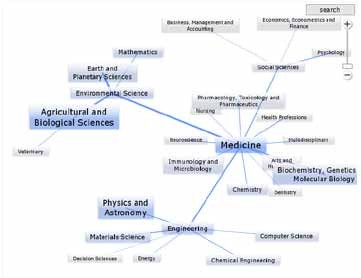 search
Business, Management and
Accounting
Economics, Econometrics and
Finance
Mathematics
Psychology
Earth and
Planetary Sciences
Social Sciences
Environmental Science
Pharmacology, Toxicology and
Pharmaceutics
Nursing
Agricultural and
Biological Sciences
Health Professions
Neuroscience
Multidisciplinary
Medicine
Veterinary
Immunology and
Microbiology
Arts and
Biochemistry, Genetics
Molecular Biology
Chemistry
Dentistry
Physics and
Astronomy
Engineering
Materials Science
Computer Science
Decision Sciences
Energy
Chemical Engineering